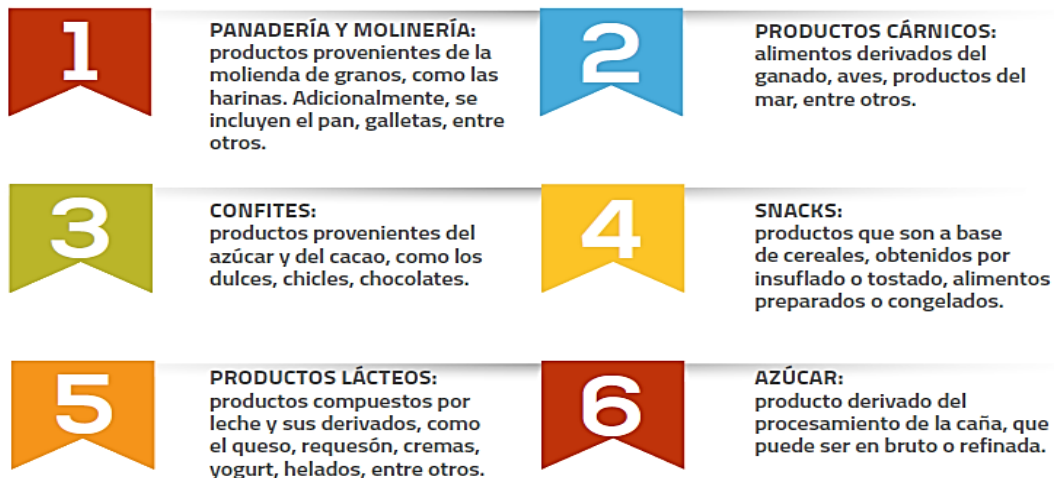 1
PANADERÍA Y MOLINERÍA:
productos provenientes de la
molienda de granos, como las
harinas. Adicionalmente, se
incluyen el pan, galletas, entre
otros.
2
PRODUCTOS CÁRNICOS:
alimentos derivados del
ganado, aves, productos del
mar, entre otros.
3
CONFITES:
productos provenientes del
azúcar y del cacao, como los
dulces, chicles, chocolates.
4
SNACKS:
productos que son a base
de cereales, obtenidos por
insuflado o tostado, alimentos
preparados o congelados.
5
PRODUCTOS LÁCTEOS:
productos compuestos por
leche y sus derivados, como
el queso, requesón, cremas,
yogurt, helados, entre otros.
6
AZÚCAR:
producto derivado del
procesamiento de la caña, que
puede ser en bruto o refinada.